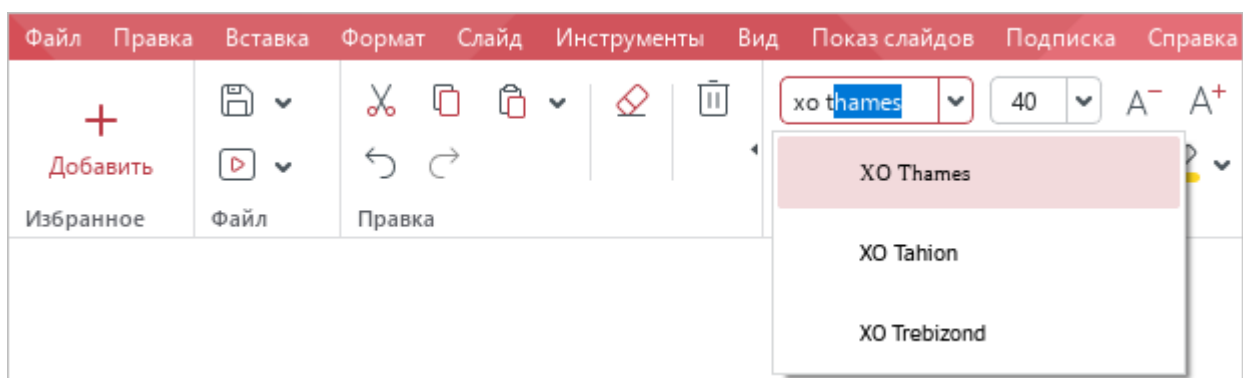 Файл Правка Вставка Формат Слайд Инструменты Вид Показ слайдов Подписка Справка
xo thames 40 A− A+
Добавить
XO Thames
Избранное Файл Правка
XO Tahion
XO Trebizond